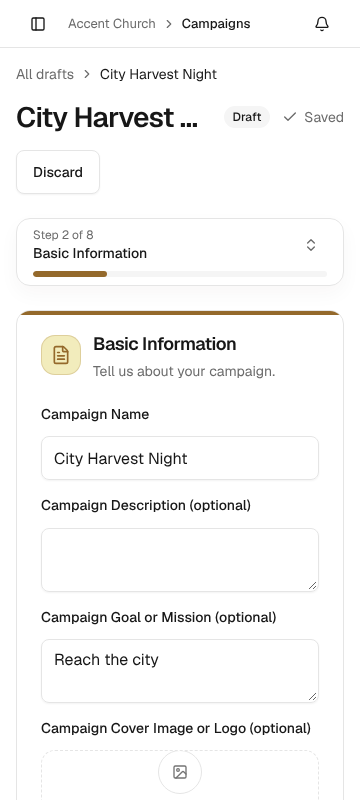 Accent Church > Campaigns
All drafts > City Harvest Night
City Harvest ...
Draft
Saved
Discard
Step 2 of 8
Basic Information
Basic Information
Tell us about your campaign.
Campaign Name
City Harvest Night
Campaign Description (optional)
Campaign Goal or Mission (optional)
Reach the city
Campaign Cover Image or Logo (optional)